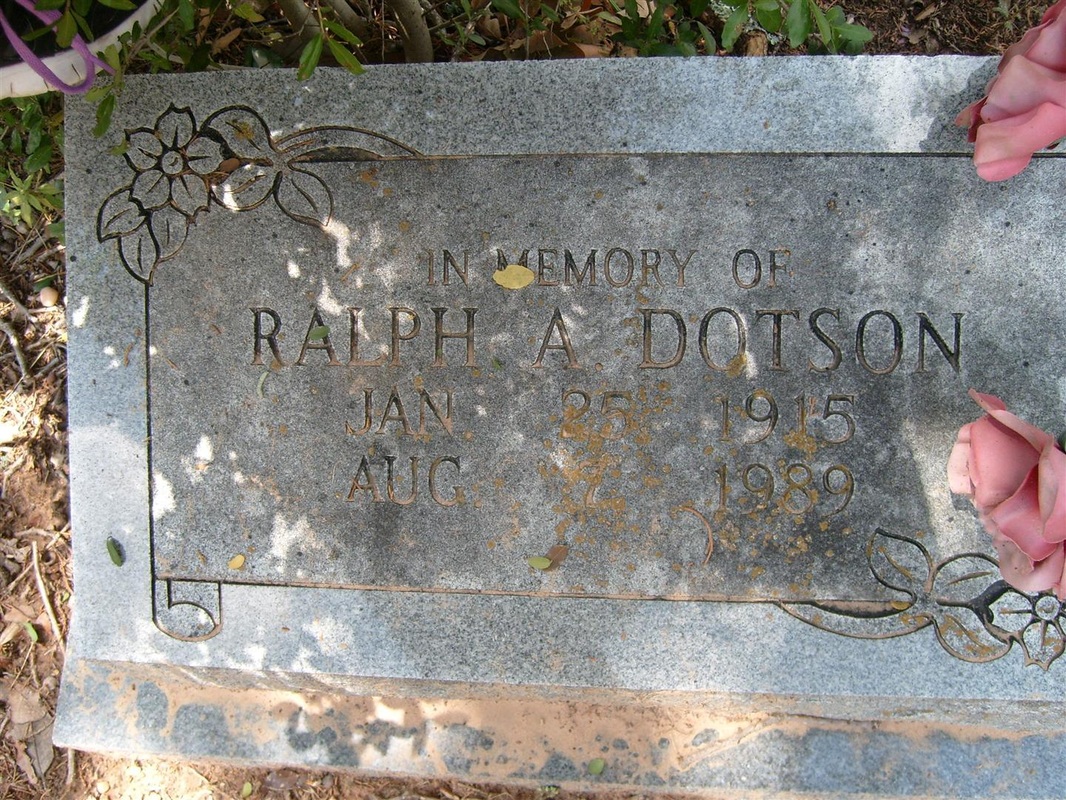 IN MEMORY OF
RALPH A. DOTSON
JAN. 25 1915
AUG. 7 1989